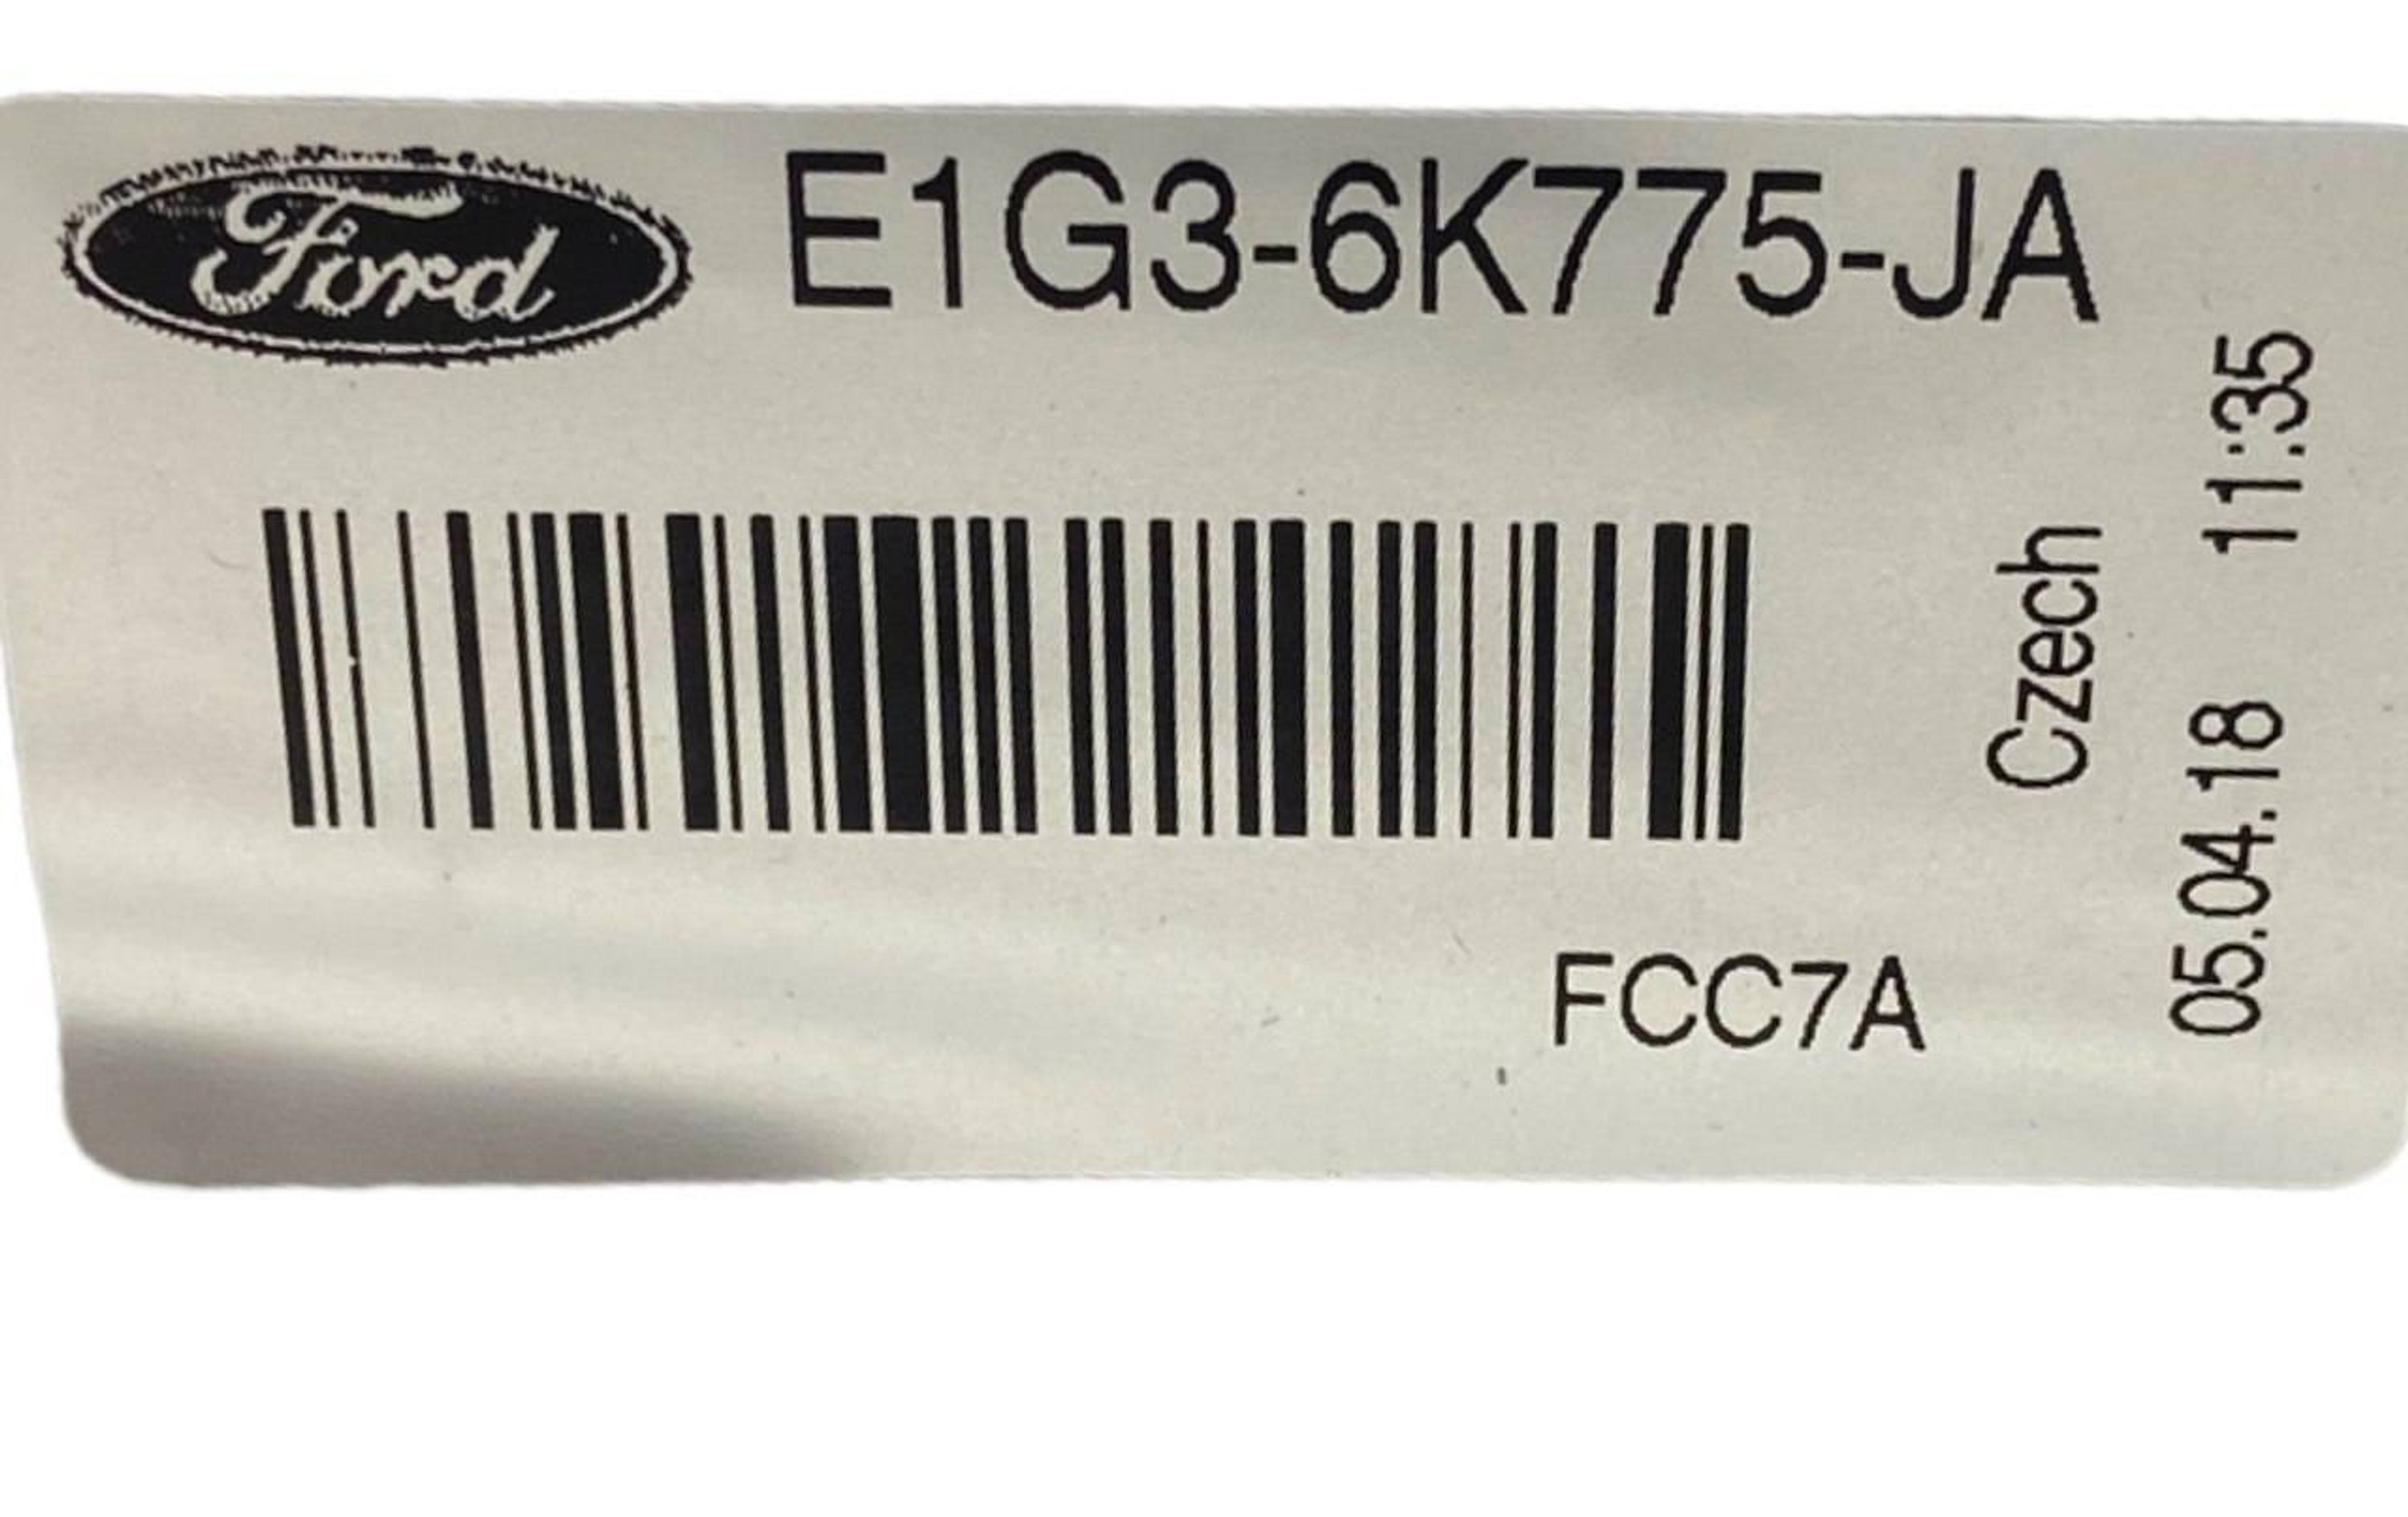 Ford E1G3-6K775-JA
Czech
05.04.18 11:35
FCC7A